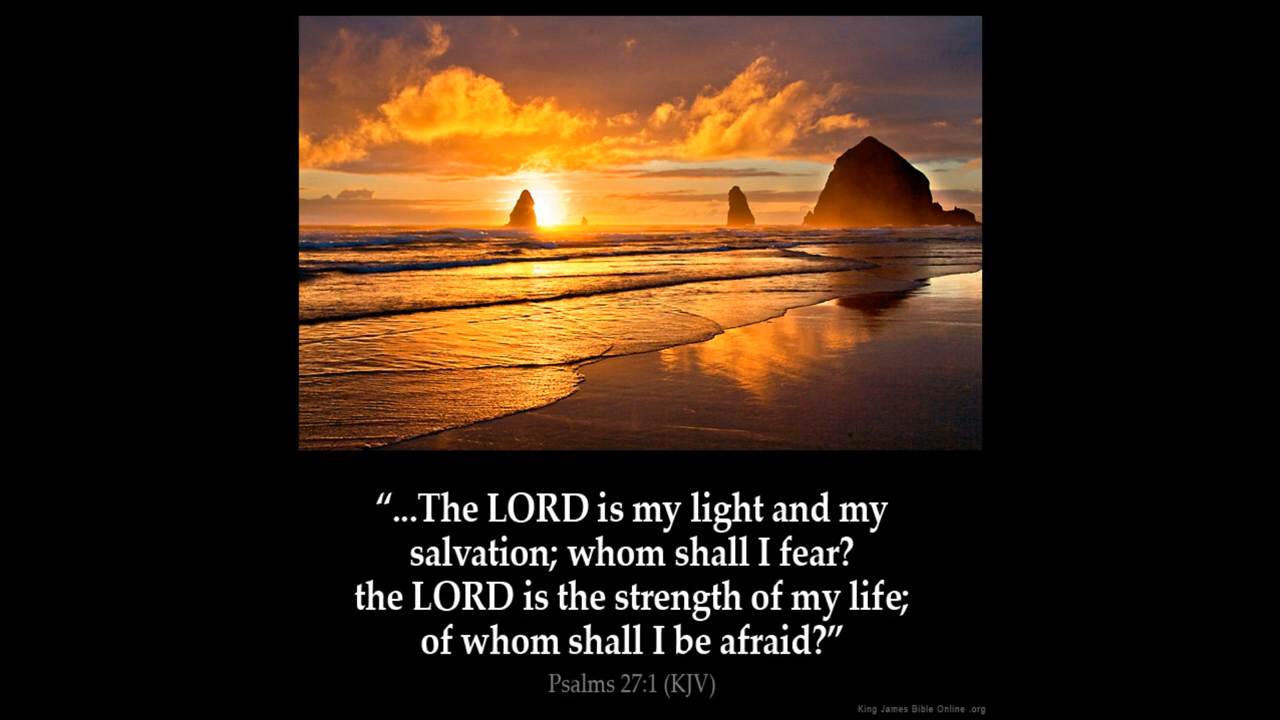 “...The LORD is my light and my
salvation; whom shall I fear?
the LORD is the strength of my life;
of whom shall I be afraid?”
Psalms 27:1 (KJV)
King James Bible Online .org